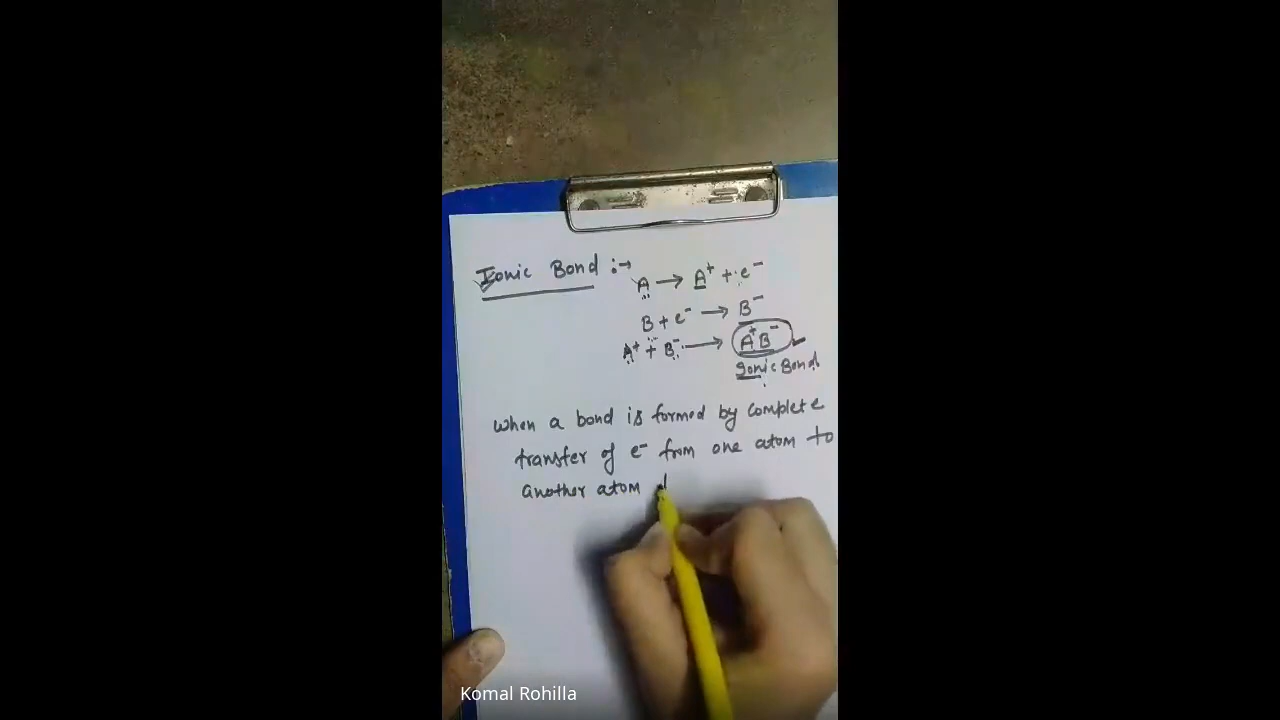 Ionic Bond :→
A → A⁺ + e⁻
B + e⁻ → B⁻
A⁺ + B⁻ → A⁺B⁻
Ionic Bond
When a bond is formed by complete
transfer of e⁻ from one atom to
another atom
Komal Rohilla